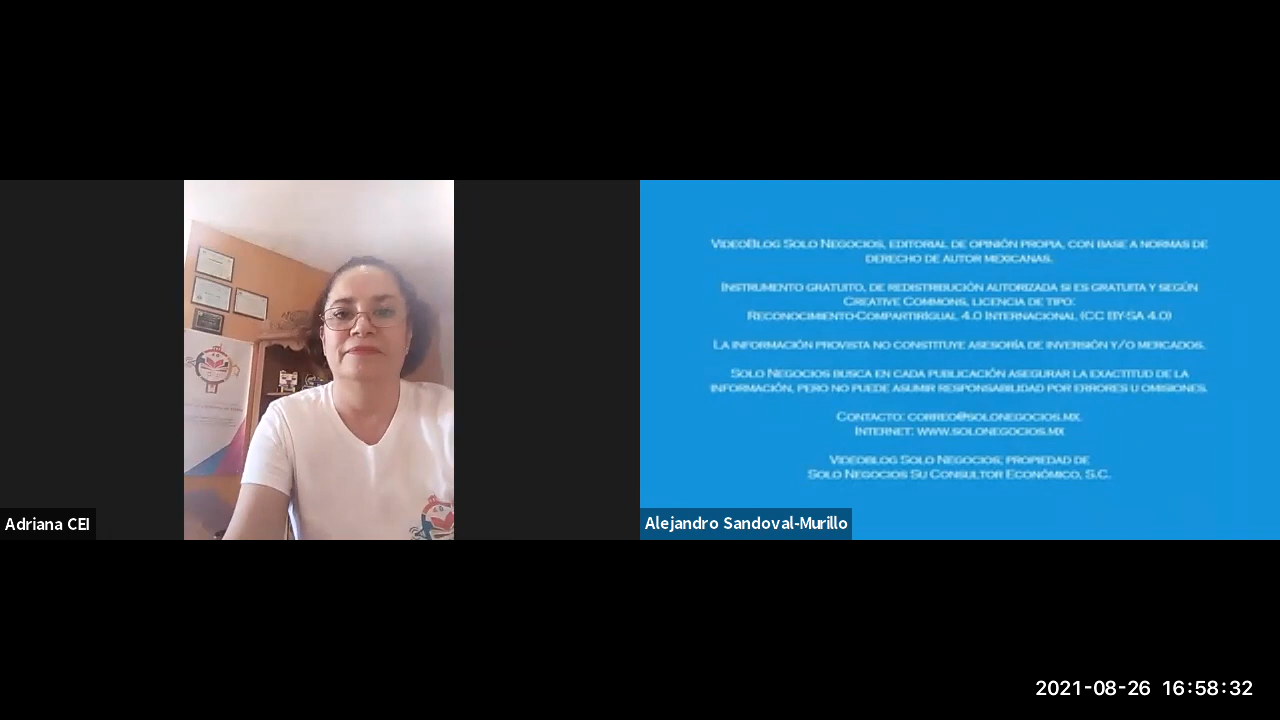 VIDEOBLOG SOLO NEGOCIOS, EDITORIAL DE OPINIÓN PROPIA, CON BASE A NORMAS DE
DERECHO DE AUTOR MEXICANAS.
INSTRUMENTO GRATUITO, DE REDISTRIBUCIÓN AUTORIZADA SI ES GRATUITA Y SEGÚN
CREATIVE COMMONS, LICENCIA DE TIPO:
RECONOCIMIENTO-COMPARTIRIGUAL 4.0 INTERNACIONAL (CC BY-SA 4.0)
LA INFORMACIÓN PROVISTA NO CONSTITUYE ASESORÍA DE INVERSIÓN Y/O MERCADOS.
SOLO NEGOCIOS BUSCA EN CADA PUBLICACIÓN ASEGURAR LA EXACTITUD DE LA
INFORMACIÓN, PERO NO PUEDE ASUMIR RESPONSABILIDAD POR ERRORES U OMISIONES.
CONTACTO: CORREO@SOLONEGOCIOS.MX
INTERNET: WWW.SOLONEGOCIOS.MX
VIDEOBLOG SOLO NEGOCIOS, PROPIEDAD DE
SOLO NEGOCIOS SU CONSULTOR ECONÓMICO, S.C.
Adriana CEI
Alejandro Sandoval-Murillo
2021-08-26 16:58:32